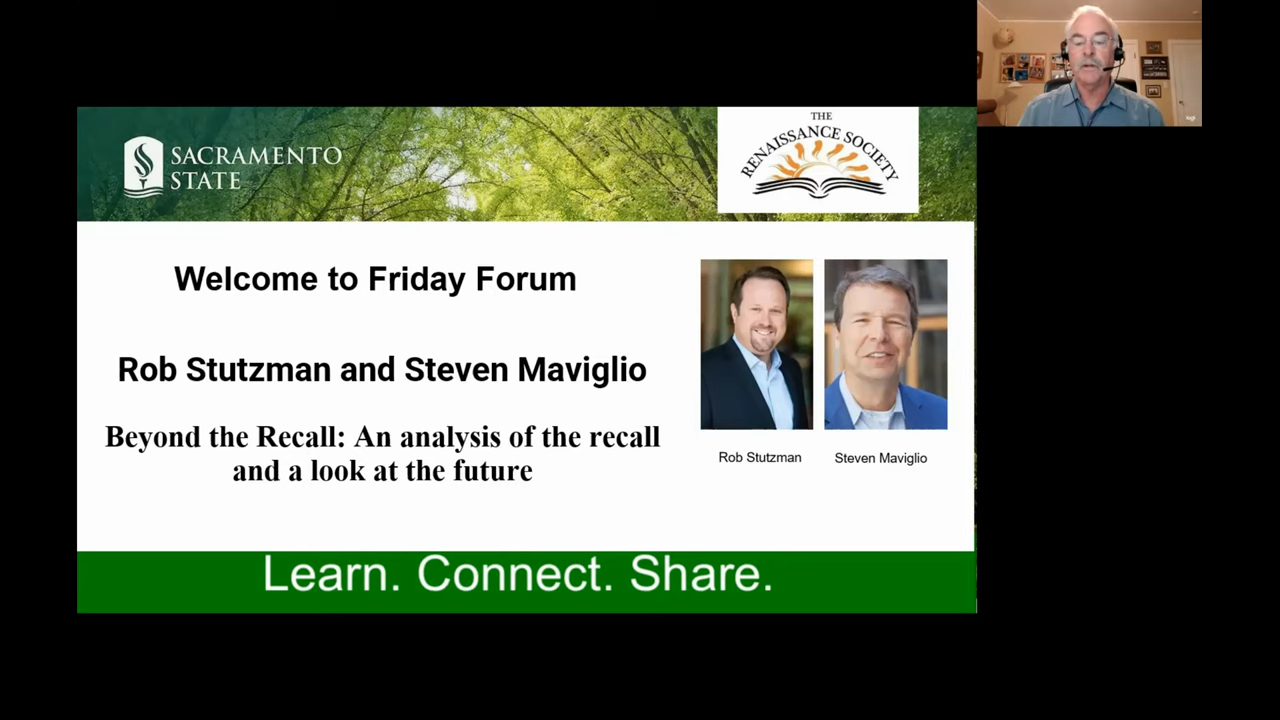 SACRAMENTO
STATE
THE
RENAISSANCE SOCIETY
Welcome to Friday Forum
Rob Stutzman and Steven Maviglio
Beyond the Recall: An analysis of the recall
and a look at the future
Rob Stutzman
Steven Maviglio
Learn. Connect. Share.